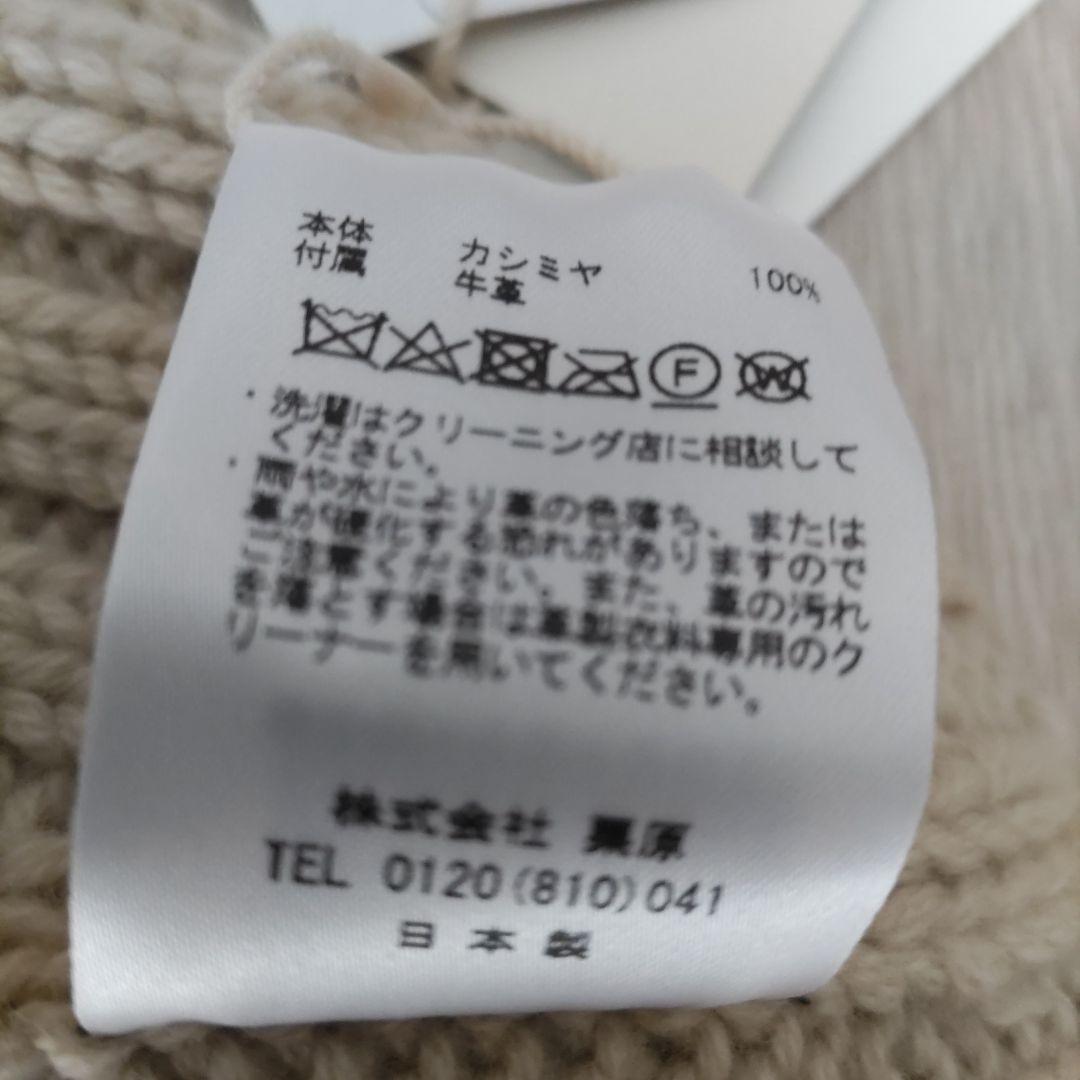 本体 カシミヤ 100%
付属 牛革
F W
・洗濯はクリーニング店に相談して
ください。
・雨や水により革の色落ち、または
革が硬化する恐れがありますので
ご注意ください。また、革の汚れ
を落とす場合は革製衣料専用のク
リーナーを用いてください。
株式会社 栗原
TEL 0120(810)041
日本製